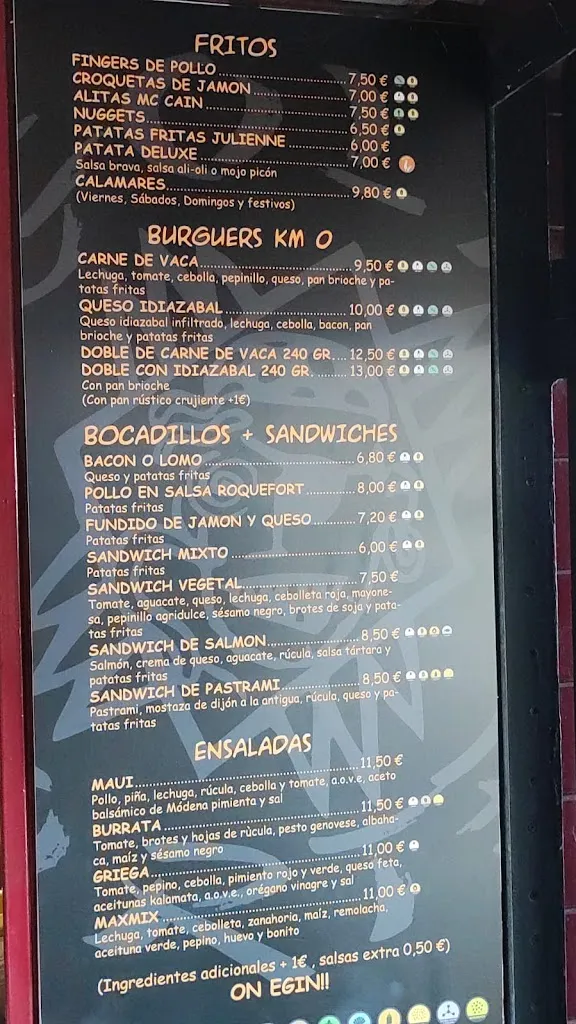 FRITOS
FINGERS DE POLLO 7,50 €
CROQUETAS DE JAMON 7,00 €
ALITAS MC CAIN 7,50 €
NUGGETS 6,50 €
PATATAS FRITAS JULIENNE 6,00 €
PATATA DELUXE 7,00 €
Salsa brava, salsa ali-oli o mojo picón
CALAMARES 9,80 €
(Viernes, Sábados, Domingos y festivos)
BURGUERS KM 0
CARNE DE VACA 9,50 €
Lechuga, tomate, cebolla, pepinillo, queso, pan brioche y pa-
tatas fritas
QUESO IDIAZABAL 10,00 €
Queso idiazabal infiltrado, lechuga, cebolla, bacon, pan
brioche y patatas fritas
DOBLE DE CARNE DE VACA 240 GR. 12,50 €
DOBLE CON IDIAZABAL 240 GR. 13,00 €
Con pan brioche
(Con pan rústico crujiente +1€)
BOCADILLOS + SANDWICHES
BACON O LOMO 6,80 €
Queso y patatas fritas
POLLO EN SALSA ROQUEFORT 8,00 €
Patatas fritas
FUNDIDO DE JAMON Y QUESO 7,20 €
Patatas fritas
SANDWICH MIXTO 6,00 €
Patatas fritas
SANDWICH VEGETAL 7,50 €
Tomate, aguacate, queso, lechuga, cebolleta roja, mayone-
sa, pepinillo agridulce, sésamo negro, brotes de soja y pata-
tas fritas
SANDWICH DE SALMON 8,50 €
Salmón, crema de queso, aguacate, rúcula, salsa tártara y
patatas fritas
SANDWICH DE PASTRAMI 8,50 €
Pastrami, mostaza de dijón a la antigua, rúcula, queso y pa-
tatas fritas
ENSALADAS
MAUI 11,50 €
Pollo, piña, lechuga, rúcula, cebolla y tomate, a.o.v.e, aceto
balsámico de Módena pimienta y sal
BURRATA 11,50 €
Tomate, brotes y hojas de rùcula, pesto genovese, albaha-
ca, maíz y sésamo negro
GRIEGA 11,00 €
Tomate, pepino, cebolla, pimiento rojo y verde, queso feta,
aceitunas kalamata, a.o.v.e., orégano vinagre y sal
MAXMIX 11,00 €
Lechuga, tomate, cebolleta, zanahoria, maíz, remolacha,
aceituna verde, pepino, huevo y bonito
(Ingredientes adicionales + 1€ , salsas extra 0,50 €)
ON EGIN!!